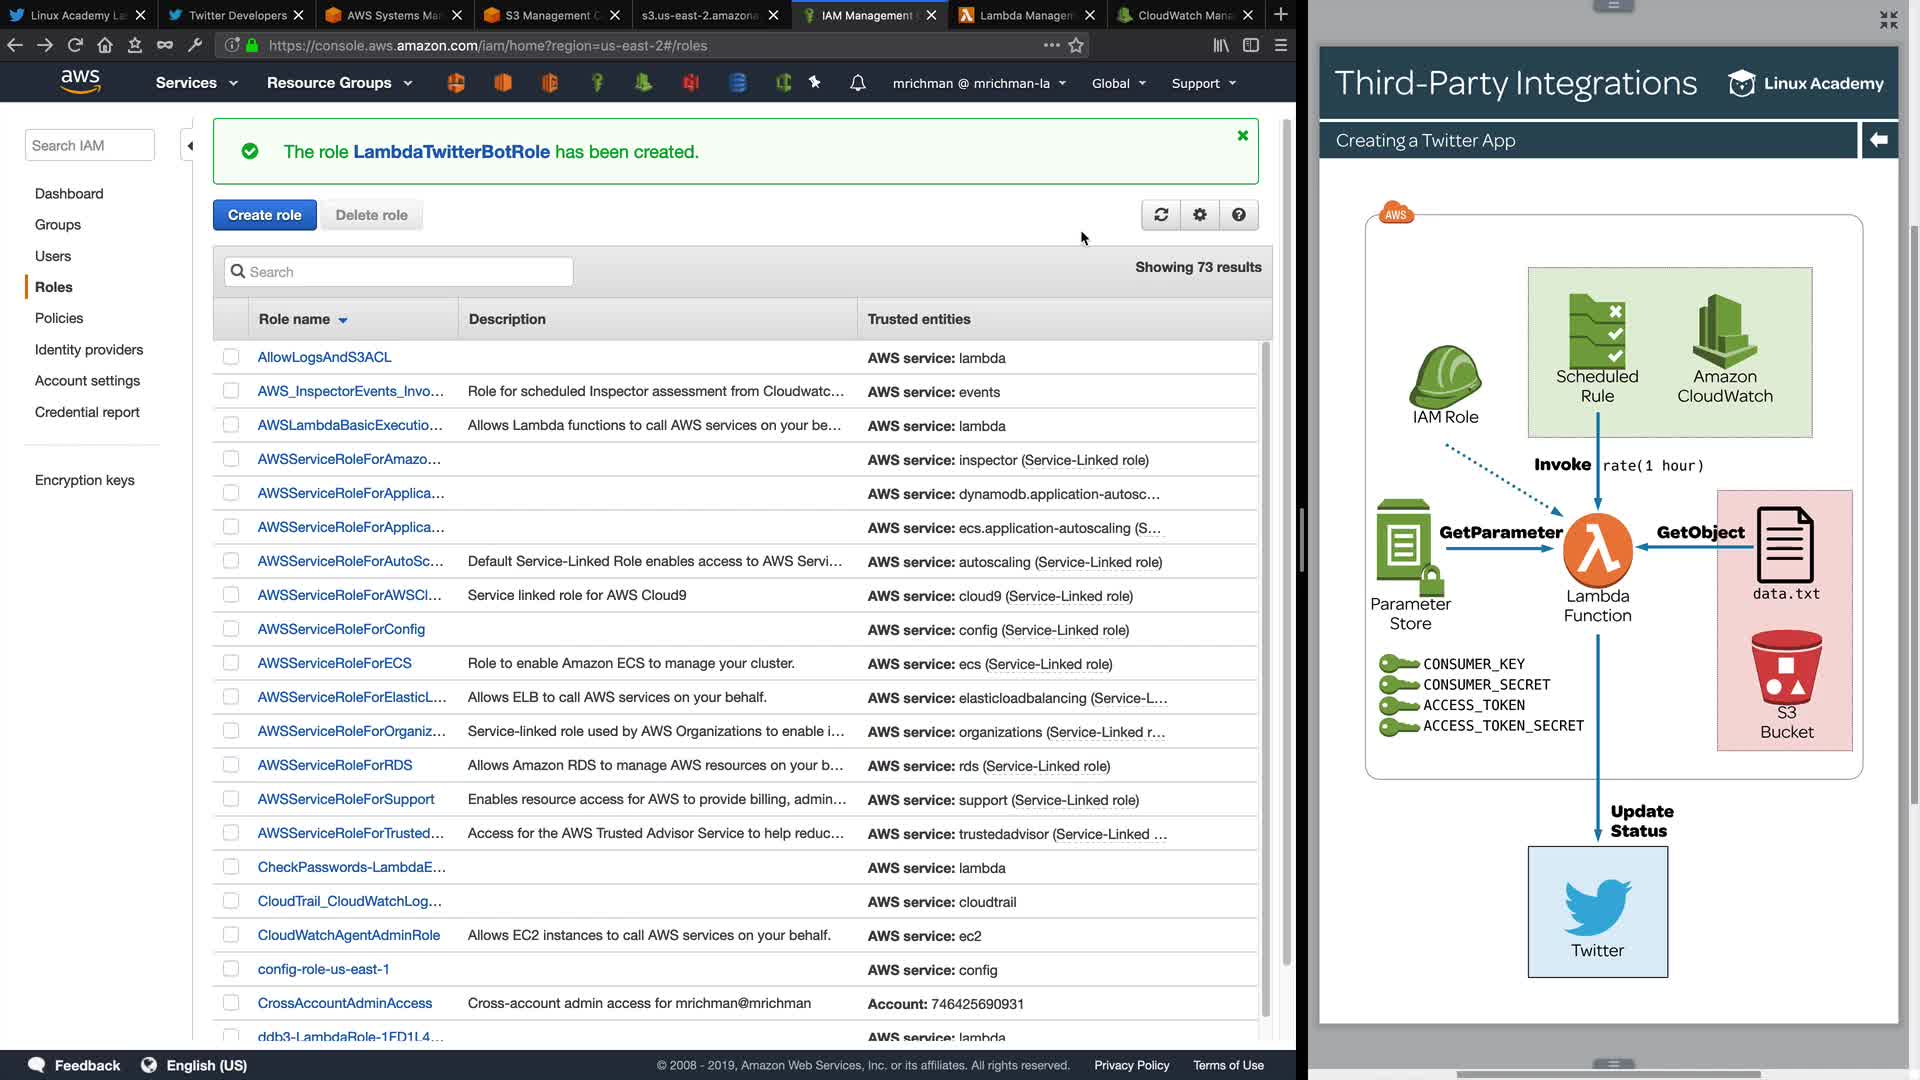 Linux Academy La
Twitter Developers
AWS Systems Ma
S3 Management C
s3.us-east-2.amazona
IAM Management
Lambda Managem
CloudWatch Mana
https://console.aws.amazon.com/iam/home?region=us-east-2#/roles
aws
Services
Resource Groups
mrichman @ mrichman-la
Global
Support
Search IAM
Dashboard
Groups
Users
Roles
Policies
Identity providers
Account settings
Credential report
Encryption keys
The role LambdaTwitterBotRole has been created.
Create role
Delete role
Search
Showing 73 results
Role name Description Trusted entities
AllowLogsAndS3ACL AWS service: lambda
AWS_InspectorEvents_Invo… Role for scheduled Inspector assessment from Cloudwatc… AWS service: events
AWSLambdaBasicExecutio… Allows Lambda functions to call AWS services on your be… AWS service: lambda
AWSServiceRoleForAmazo… AWS service: inspector (Service-Linked role)
AWSServiceRoleForApplica… AWS service: dynamodb.application-autosc…
AWSServiceRoleForApplica… AWS service: ecs.application-autoscaling (S…
AWSServiceRoleForAutoSc… Default Service-Linked Role enables access to AWS Servi… AWS service: autoscaling (Service-Linked role)
AWSServiceRoleForAWSCl… Service linked role for AWS Cloud9 AWS service: cloud9 (Service-Linked role)
AWSServiceRoleForConfig AWS service: config (Service-Linked role)
AWSServiceRoleForECS Role to enable Amazon ECS to manage your cluster. AWS service: ecs (Service-Linked role)
AWSServiceRoleForElasticL… Allows ELB to call AWS services on your behalf. AWS service: elasticloadbalancing (Service-L…
AWSServiceRoleForOrganiz… Service-linked role used by AWS Organizations to enable i… AWS service: organizations (Service-Linked r…
AWSServiceRoleForRDS Allows Amazon RDS to manage AWS resources on your b… AWS service: rds (Service-Linked role)
AWSServiceRoleForSupport Enables resource access for AWS to provide billing, admin… AWS service: support (Service-Linked role)
AWSServiceRoleForTrusted… Access for the AWS Trusted Advisor Service to help reduc… AWS service: trustedadvisor (Service-Linked …
CheckPasswords-LambdaE… AWS service: lambda
CloudTrail_CloudWatchLog… AWS service: cloudtrail
CloudWatchAgentAdminRole Allows EC2 instances to call AWS services on your behalf. AWS service: ec2
config-role-us-east-1 AWS service: config
CrossAccountAdminAccess Cross-account admin access for mrichman@mrichman Account: 746425690931
ddb3-LambdaRole-1FD1L4… AWS service: lambda
Feedback
English (US)
© 2008 - 2019, Amazon Web Services, Inc. or its affiliates. All rights reserved.
Privacy Policy
Terms of Use
Third-Party Integrations
Linux Academy
Creating a Twitter App
AWS
Scheduled
Rule
Amazon
CloudWatch
IAM Role
Invoke rate(1 hour)
GetParameter
GetObject
Parameter
Store
Lambda
Function
data.txt
CONSUMER_KEY
CONSUMER_SECRET
ACCESS_TOKEN
ACCESS_TOKEN_SECRET
S3
Bucket
Update
Status
Twitter